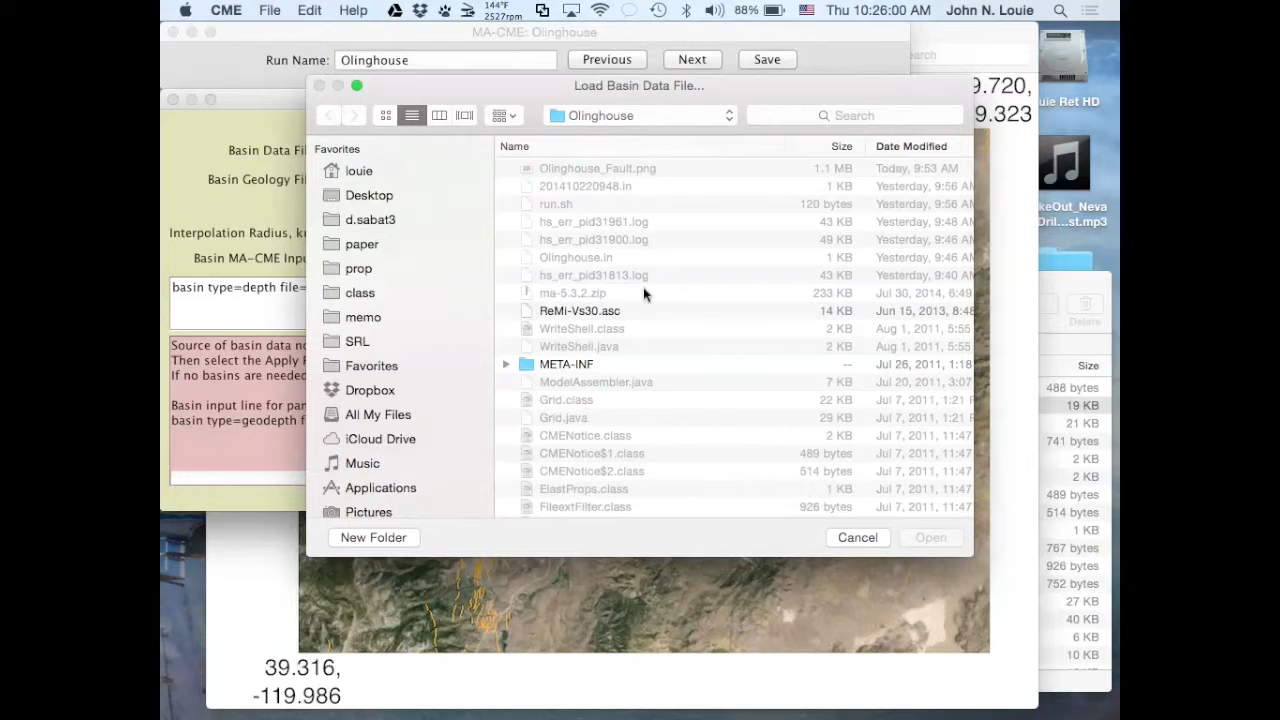 CME File Edit Help 144°F 2527rpm 88% Thu 10:26:00 AM John N. Louie
MA-CME: Olinghouse
Run Name: Olinghouse Previous Next Save
earch
Load Basin Data File...
9.720,
9.323
Olinghouse Search
uie Ret HD
Basin Data Fil
Basin Geology Fil
Interpolation Radius, k
Basin MA-CME Inpu
basin type=depth file=
Source of basin data no
Then select the Apply
If no basins are needed
Basin input line for pan
basin type=geodepth f
Favorites
louie
Desktop
d.sabat3
paper
prop
class
memo
SRL
Favorites
Dropbox
All My Files
iCloud Drive
Music
Applications
Pictures
Name Size Date Modified
Olinghouse_Fault.png 1.1 MB Today, 9:53 AM
201410220948.in 1 KB Yesterday, 9:56 AM
run.sh 120 bytes Yesterday, 9:56 AM
hs_err_pid31961.log 43 KB Yesterday, 9:48 AM
hs_err_pid31900.log 49 KB Yesterday, 9:46 AM
Olinghouse.in 1 KB Yesterday, 9:46 AM
hs_err_pid31813.log 43 KB Yesterday, 9:40 AM
ma-5.3.2.zip 233 KB Jul 30, 2014, 6:49
ReMi-Vs30.asc 14 KB Jun 15, 2013, 8:48
WriteShell.class 2 KB Aug 1, 2011, 5:55
WriteShell.java 2 KB Aug 1, 2011, 5:55
META-INF -- Jul 26, 2011, 1:18
ModelAssembler.java 7 KB Jul 20, 2011, 3:07
Grid.class 22 KB Jul 7, 2011, 1:21 P
Grid.java 29 KB Jul 7, 2011, 1:21 P
CMENotice.class 2 KB Jul 7, 2011, 11:47
CMENotice$1.class 489 bytes Jul 7, 2011, 11:47
CMENotice$2.class 514 bytes Jul 7, 2011, 11:47
ElastProps.class 1 KB Jul 7, 2011, 11:47
FileextFilter.class 926 bytes Jul 7, 2011, 11:47
New Folder Cancel Open
keOut_Neva
Dril...st.mp3
Delete
Size
488 bytes
19 KB
21 KB
741 bytes
2 KB
2 KB
489 bytes
514 bytes
1 KB
767 bytes
926 bytes
752 bytes
27 KB
40 KB
6 KB
10 KB
39.316,
-119.986